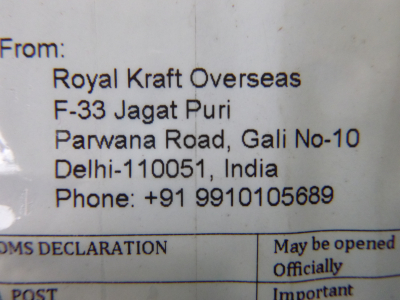 From:
Royal Kraft Overseas
F-33 Jagat Puri
Parwana Road, Gali No-10
Delhi-110051, India
Phone: +91 9910105689
OMS DECLARATION
May be opened
Officially
POST
Important